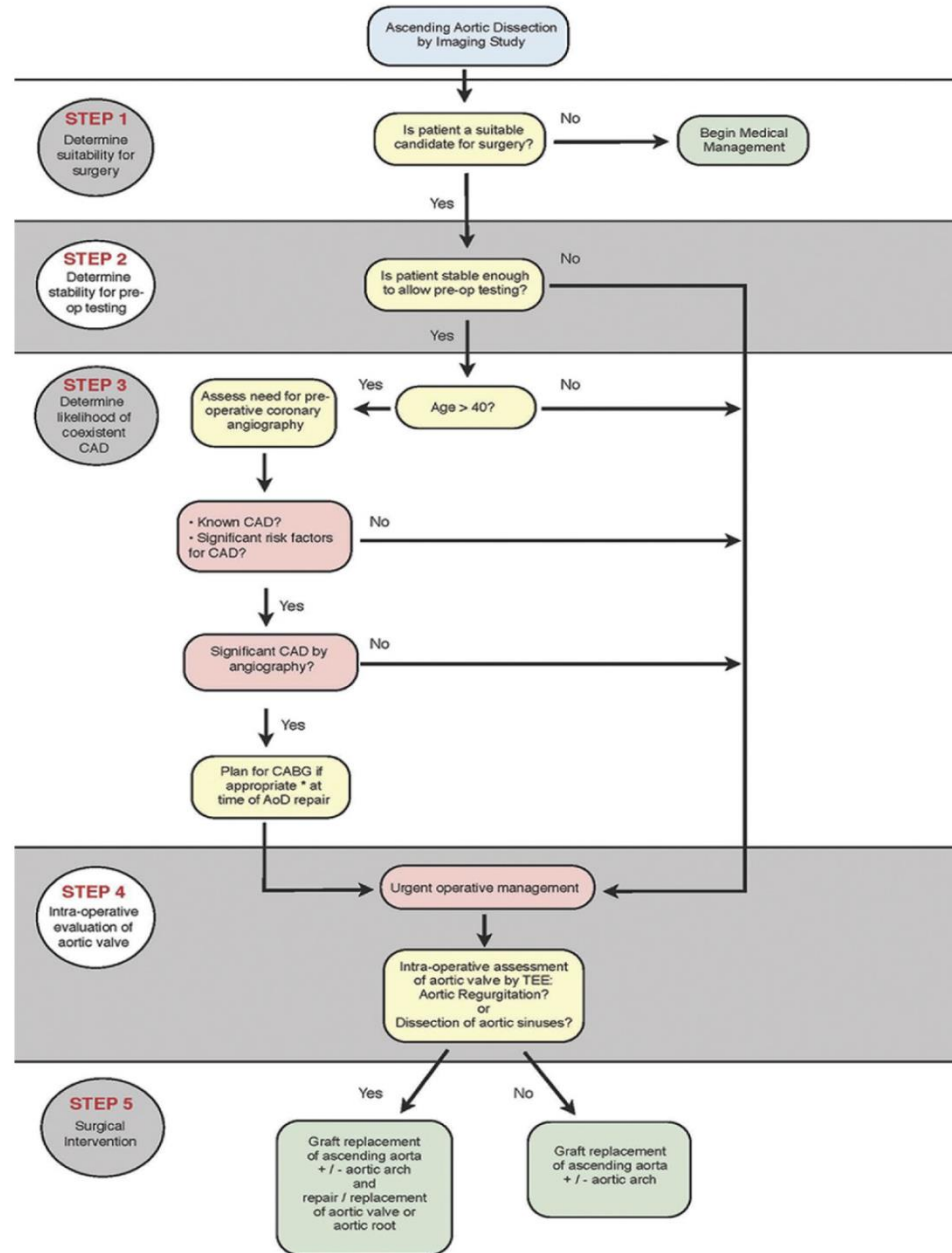 Ascending Aortic Dissection
by Imaging Study
STEP 1
Determine
suitability for
surgery
Is patient a suitable
candidate for surgery?
No
Begin Medical
Management
Yes
STEP 2
Determine
stability for pre-
op testing
Is patient stable enough
to allow pre-op testing?
No
Yes
STEP 3
Determine
likelihood of
coexistent
CAD
Age > 40?
Yes
No
Assess need for pre-
operative coronary
angiography
• Known CAD?
• Significant risk factors
for CAD?
No
Yes
Significant CAD by
angiography?
No
Yes
Plan for CABG if
appropriate * at
time of AoD repair
STEP 4
Intra-operative
evaluation of
aortic valve
Urgent operative management
Intra-operative assessment
of aortic valve by TEE:
Aortic Regurgitation?
or
Dissection of aortic sinuses?
Yes
No
STEP 5
Surgical
Intervention
Graft replacement
of ascending aorta
+ / - aortic arch
and
repair / replacement
of aortic valve or
aortic root
Graft replacement
of ascending aorta
+ / - aortic arch